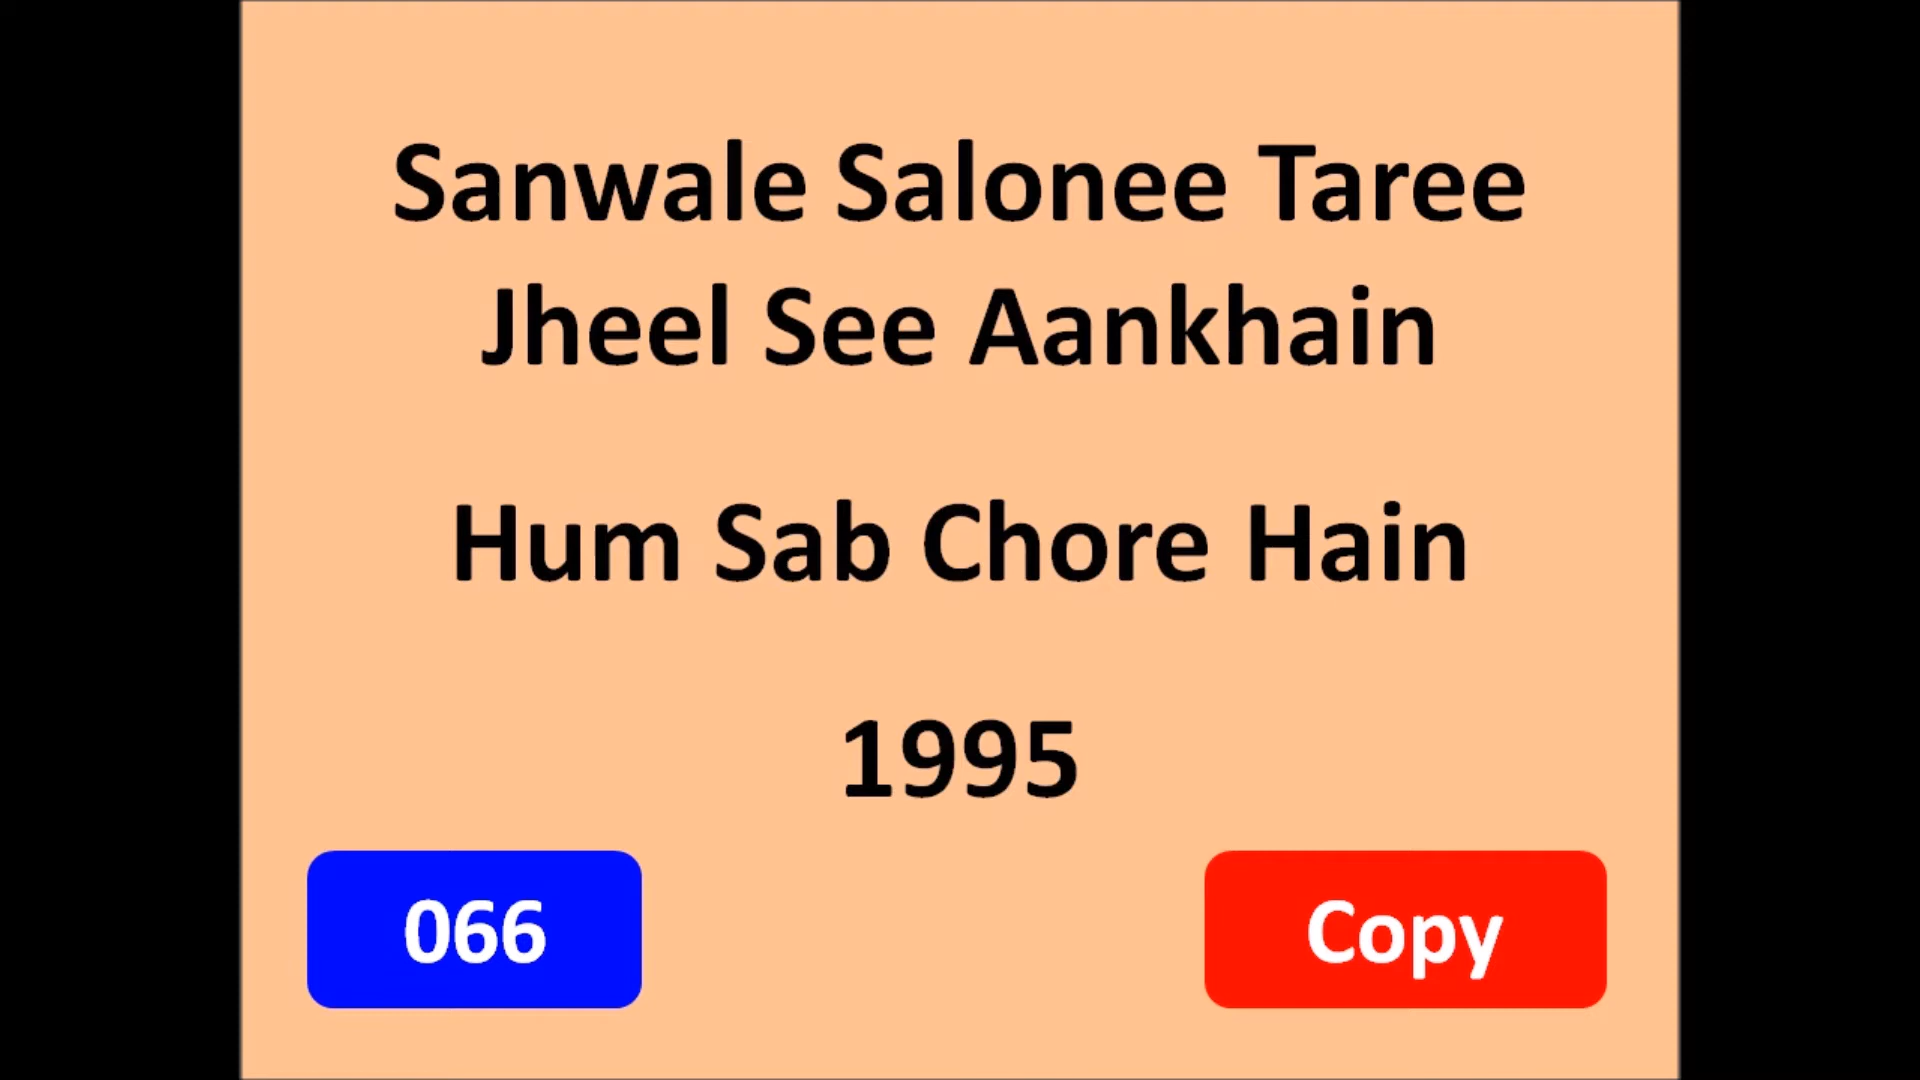 Sanwale Salonee Taree
Jheel See Aankhain
Hum Sab Chore Hain
1995
066
Copy